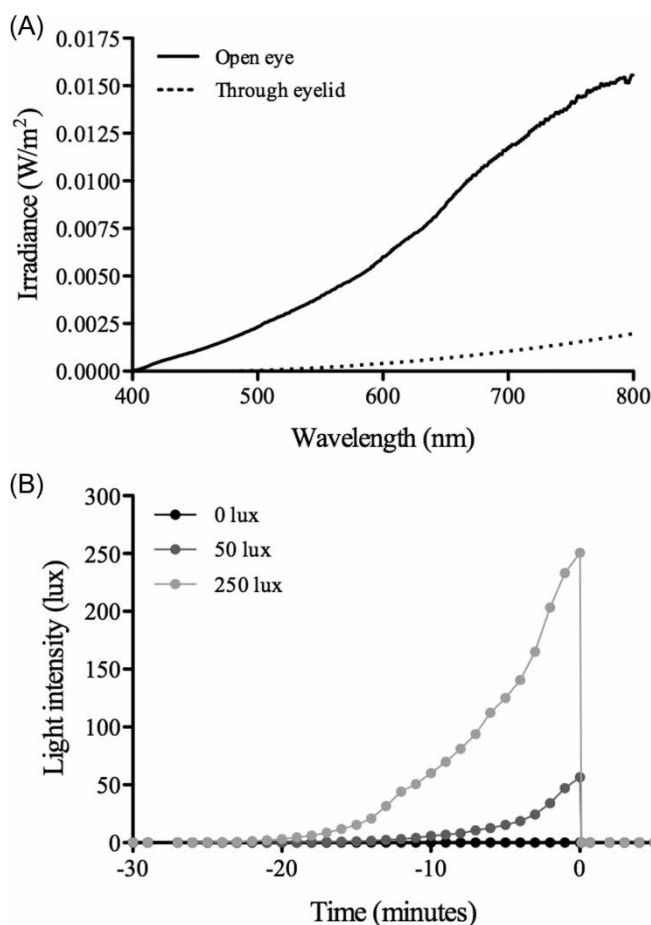 (A)
0.0175
0.0150
0.0125
0.0100
0.0075
0.0050
0.0025
0.0000
Irradiance (W/m²)
Open eye
Through eyelid
400 500 600 700 800
Wavelength (nm)
(B)
300
250
200
150
100
50
0
Light intensity (lux)
0 lux
50 lux
250 lux
-30 -20 -10 0
Time (minutes)